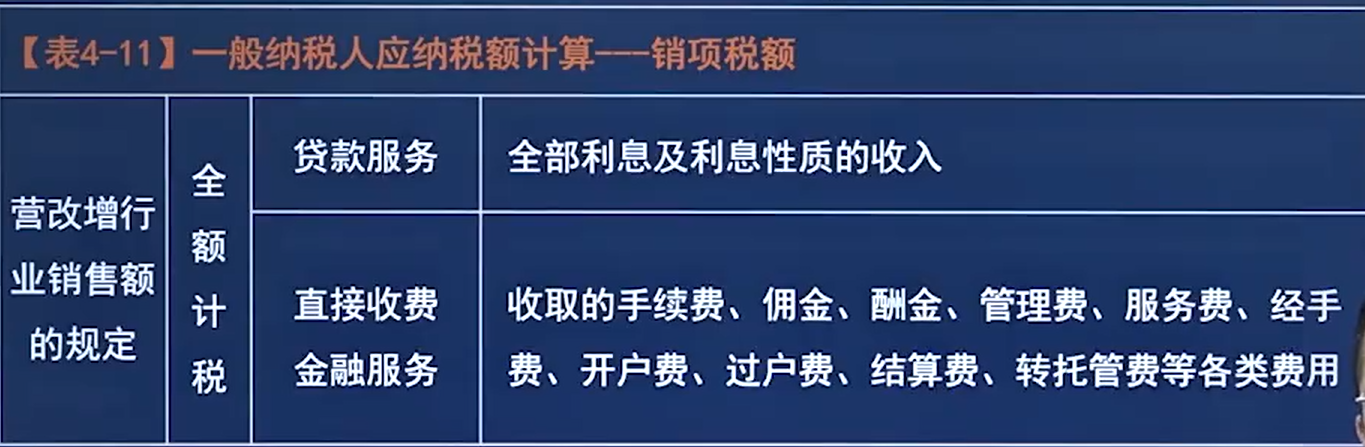 【表4-11】一般纳税人应纳税额计算---销项税额
营改增行
业销售额
的规定
全
额
计
税
贷款服务
全部利息及利息性质的收入
直接收费
金融服务
收取的手续费、佣金、酬金、管理费、服务费、经手
费、开户费、过户费、结算费、转托管费等各类费用